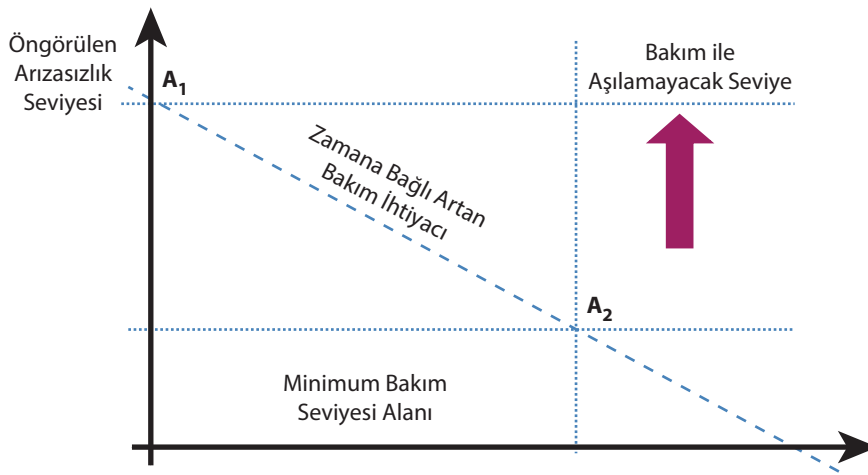 Öngörülen
Arızasızlık
Seviyesi
A₁
Bakım ile
Aşılamayacak Seviye
Zamana Bağlı Artan
Bakım İhtiyacı
A₂
Minimum Bakım
Seviyesi Alanı